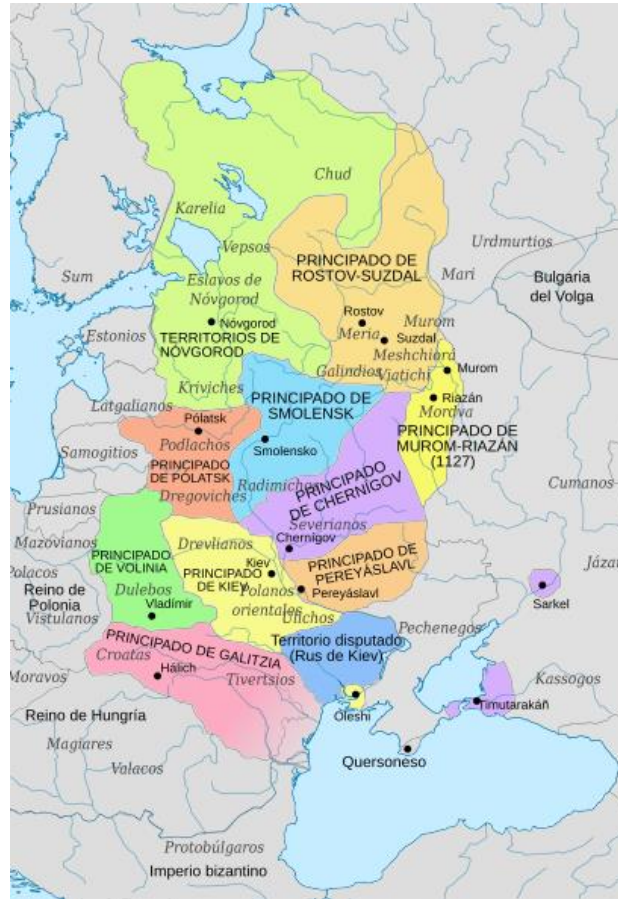 Chud
Karelia
Vepsos
Urdmurtios
PRINCIPADO DE
ROSTOV-SUZDAL
Mari
Bulgaria
del Volga
Sum
Eslavos de
Nóvgorod
Rostov
Nóvgorod
Meria
Murom
Suzdal
Estonios
TERRITORIOS DE
NÓVGOROD
Meshchiorá
Galindios
Viatichi
Murom
Kriviches
PRINCIPADO DE
SMOLENSK
Riazán
Latgalianos
Mordva
Pólatsk
PRINCIPADO DE
MUROM-RIAZÁN
(1127)
Podlachos
Smolensko
Samogitios
PRINCIPADO
DE PÓLATSK
Radimichos
PRINCIPADO
DE CHERNÍGOV
Cumanos
Dregoviches
Prusianos
Severianos
Mazovianos
Drevlianos
Chernígov
PRINCIPADO
DE VOLINIA
PRINCIPADO DE
PEREYÁSLAVL
Jázar
Polacos
Kiev
PRINCIPADO
DE KIEV
Reino de
Polonia
Dulebos
Polanos
orientales
Pereyáslavl
Vladímir
Sarkel
Vistulanos
Ulichos
Pechenegos
PRINCIPADO DE GALITZIA
Territorio disputado
(Rus de Kiev)
Croatas
Hálich
Tivertsios
Kassogos
Moravos
Timutarakáñ
Oleshi
Reino de Hungría
Magiares
Quersoneso
Valacos
Protobúlgaros
Imperio bizantino